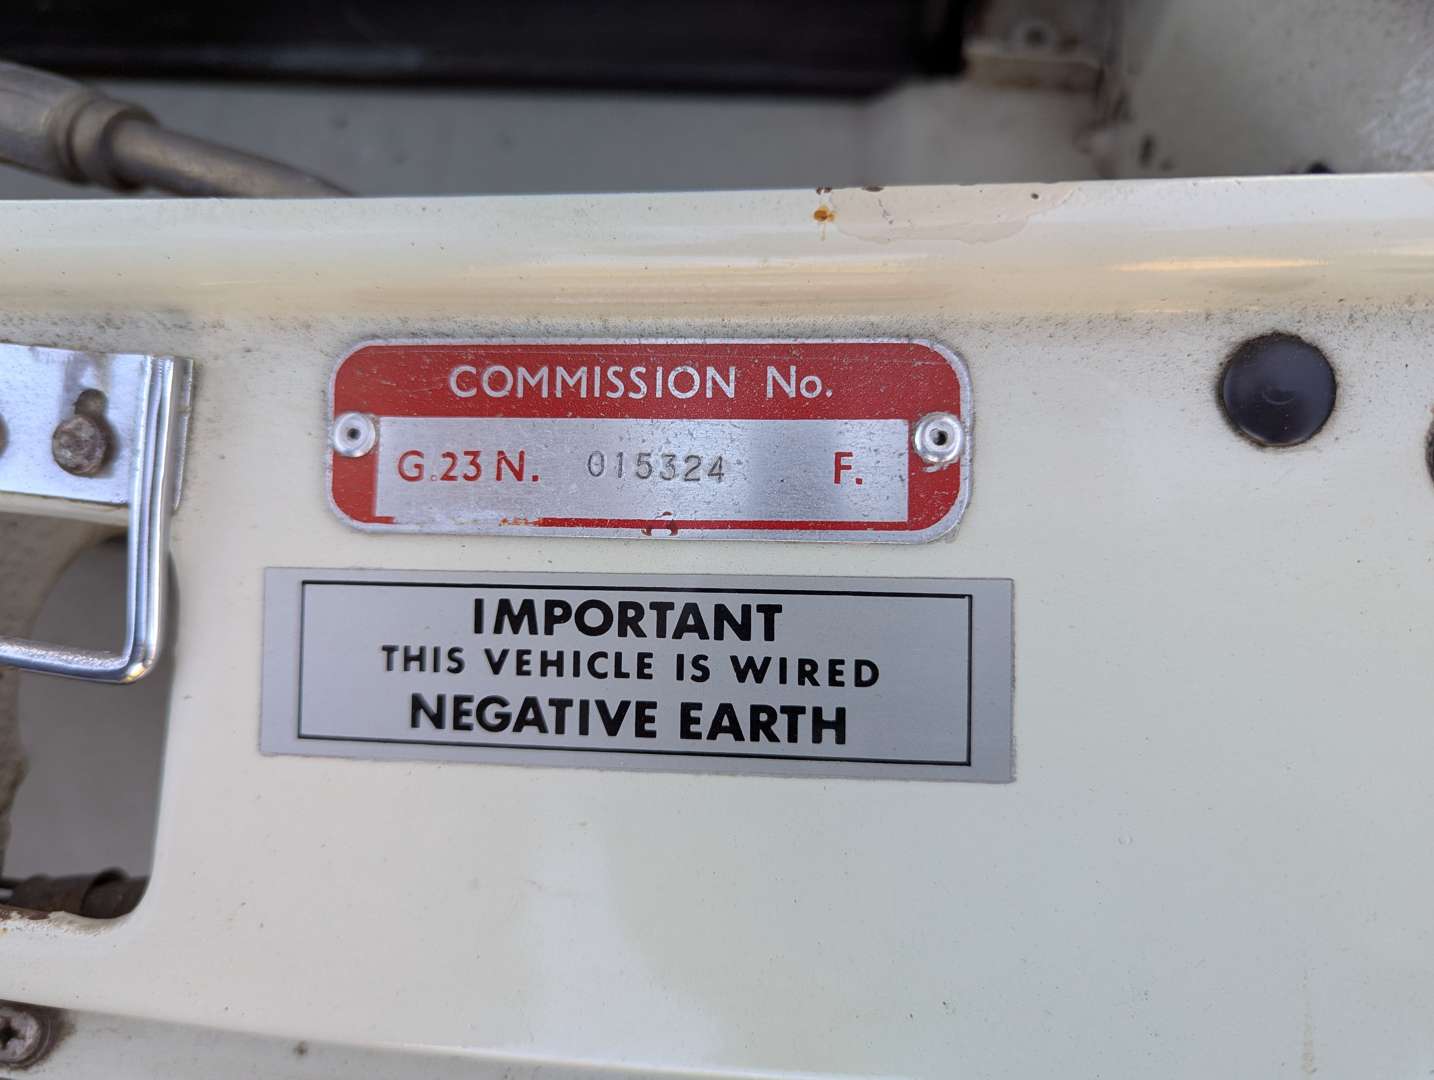 COMMISSION No.
G.23 N. 015324 F.
IMPORTANT
THIS VEHICLE IS WIRED
NEGATIVE EARTH